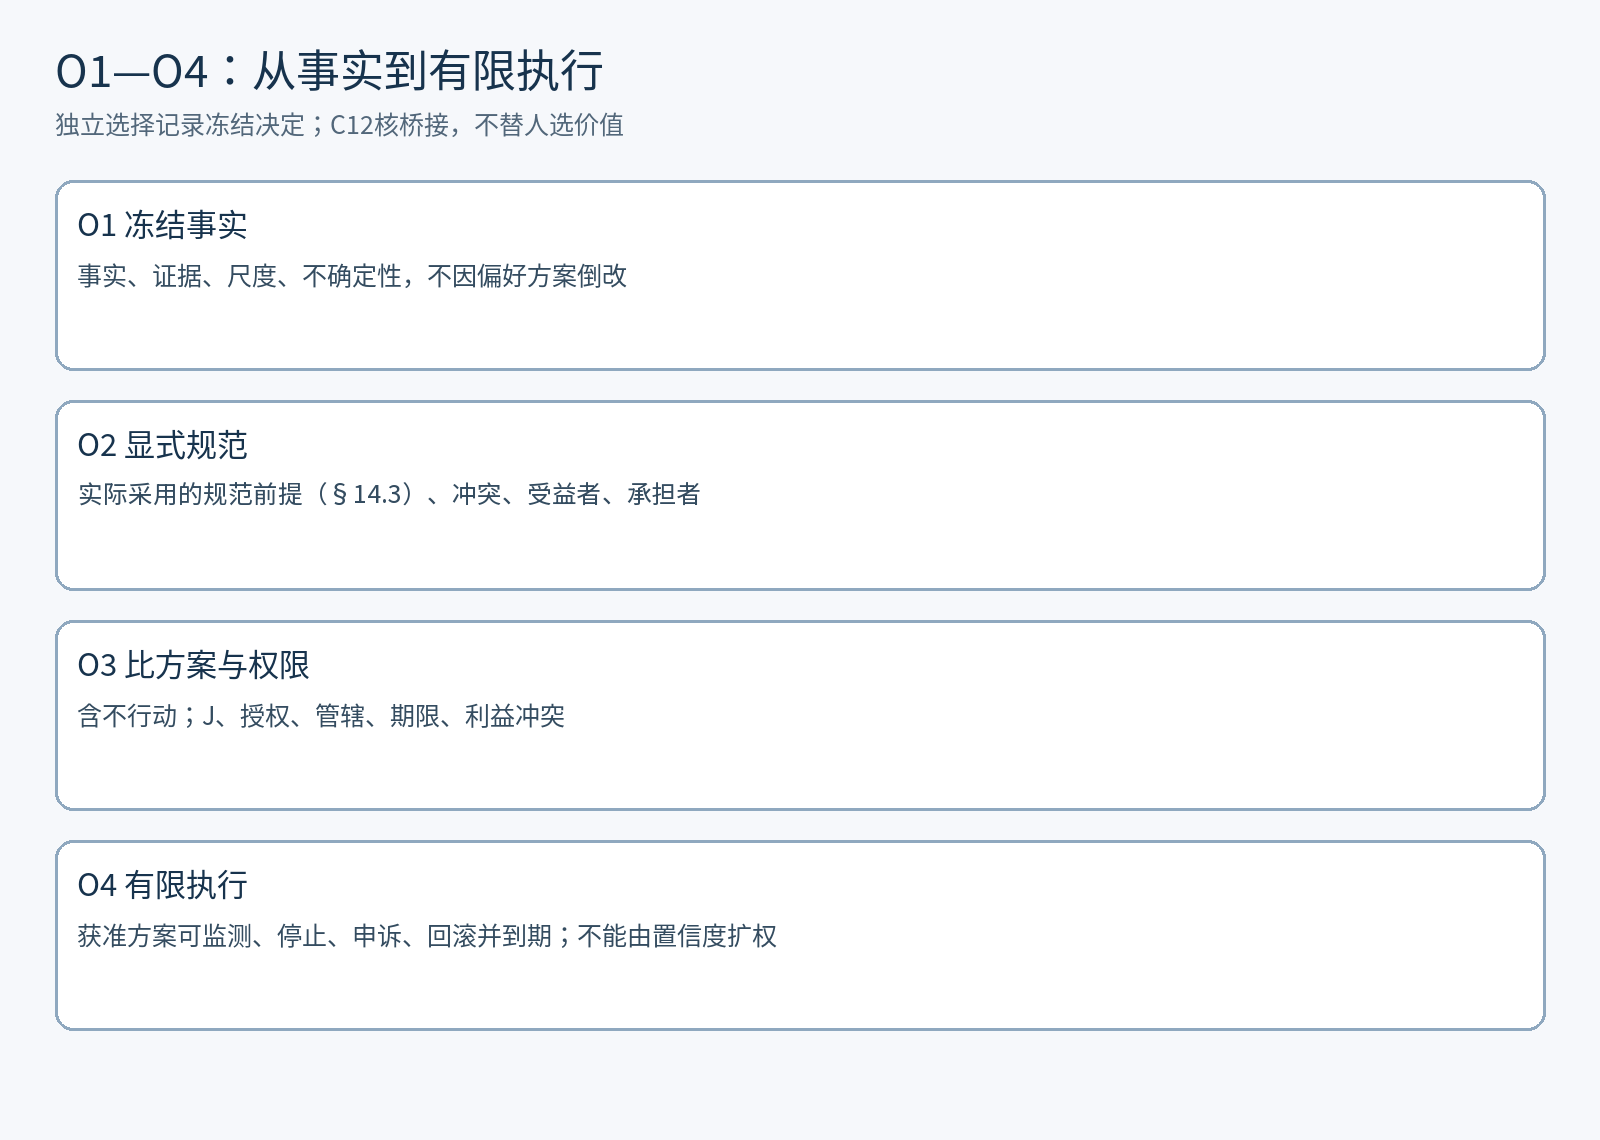 O1—O4：从事实到有限执行
独立选择记录冻结决定；C12核桥接，不替人选价值
O1 冻结事实
事实、证据、尺度、不确定性，不因偏好方案倒改
O2 显式规范
实际采用的规范前提（§14.3）、冲突、受益者、承担者
O3 比方案与权限
含不行动；J、授权、管辖、期限、利益冲突
O4 有限执行
获准方案可监测、停止、申诉、回滚并到期；不能由置信度扩权